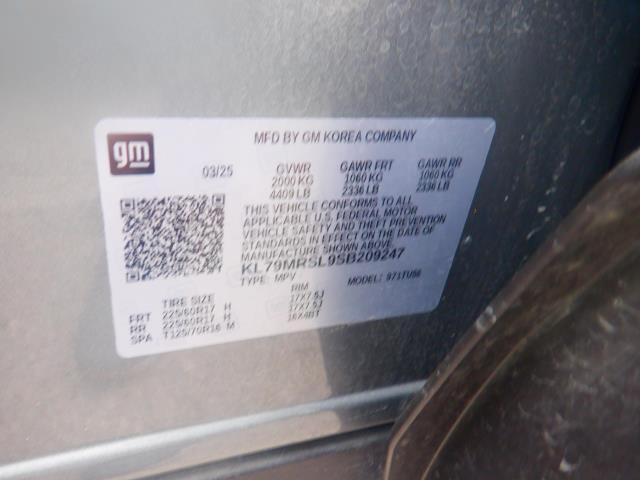 gm
MFD BY GM KOREA COMPANY
03/25 GVWR GAWR FRT GAWR RR
2000 KG 1060 KG 1060 KG
4409 LB 2336 LB 2336 LB
THIS VEHICLE CONFORMS TO ALL
APPLICABLE U.S. FEDERAL MOTOR
VEHICLE SAFETY AND THEFT PREVENTION
STANDARDS IN EFFECT ON THE DATE OF
MANUFACTURE SHOWN ABOVE.
KL79MRSL9SB209247
TYPE: MPV MODEL:
TIRE SIZE RIM
FRT 225/60R17 H 17X7.5J
RR 225/60R17 H 17X7.5J
SPA T125/70R16 M 16X4BT